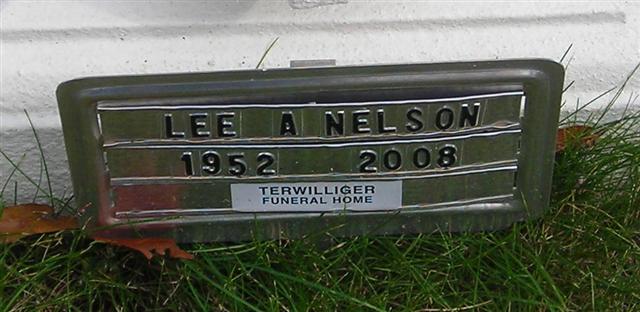 LEE A NELSON
1952 2008
TERWILLIGER
FUNERAL HOME